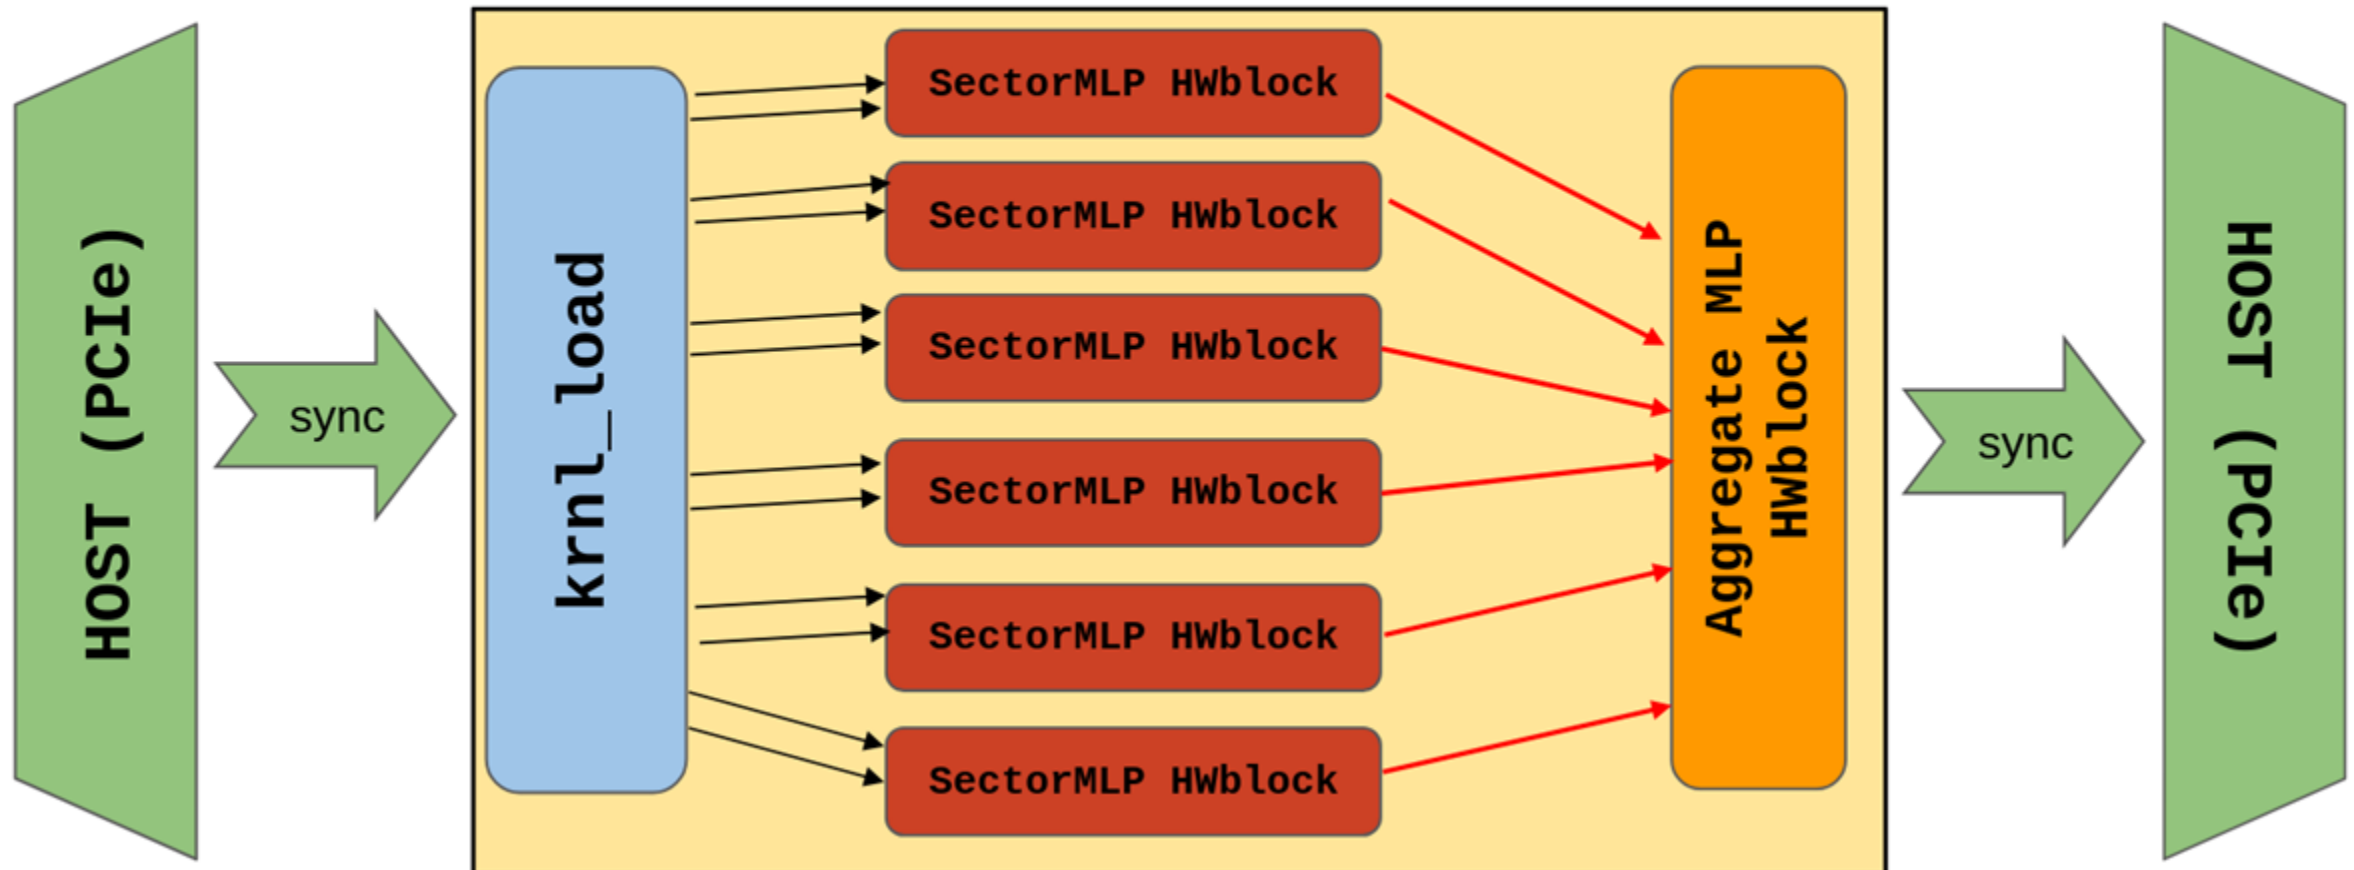 HOST (PCIe)
sync
krnl_load
SectorMLP HWblock
SectorMLP HWblock
SectorMLP HWblock
SectorMLP HWblock
SectorMLP HWblock
SectorMLP HWblock
Aggregate MLP
HWblock
sync
HOST (PCIe)